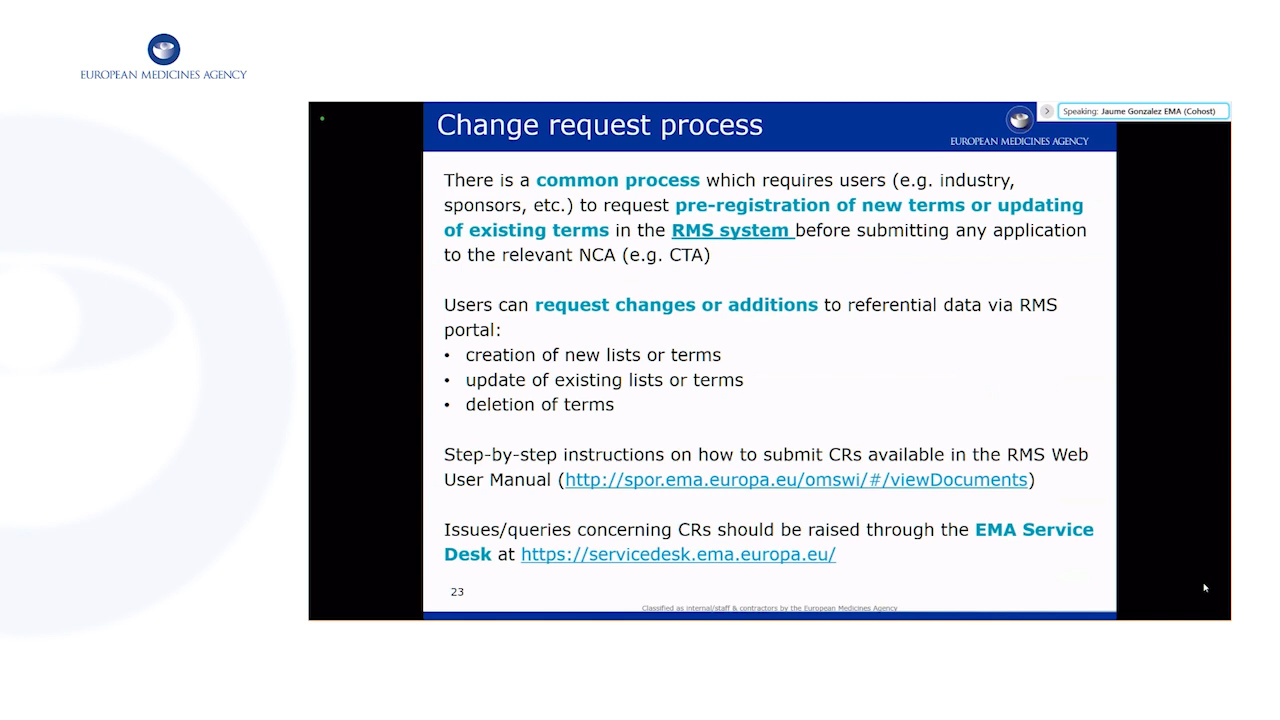 EUROPEAN MEDICINES AGENCY
Speaking: Jaume Gonzalez EMA (Cohost)
Change request process
EUROPEAN MEDICINES AGENCY
There is a common process which requires users (e.g. industry,
sponsors, etc.) to request pre-registration of new terms or updating
of existing terms in the RMS system before submitting any application
to the relevant NCA (e.g. CTA)
Users can request changes or additions to referential data via RMS
portal:
• creation of new lists or terms
• update of existing lists or terms
• deletion of terms
Step-by-step instructions on how to submit CRs available in the RMS Web
User Manual (http://spor.ema.europa.eu/omswi/#/viewDocuments)
Issues/queries concerning CRs should be raised through the EMA Service
Desk at https://servicedesk.ema.europa.eu/
23
Classified as internal/staff & contractors by the European Medicines Agency